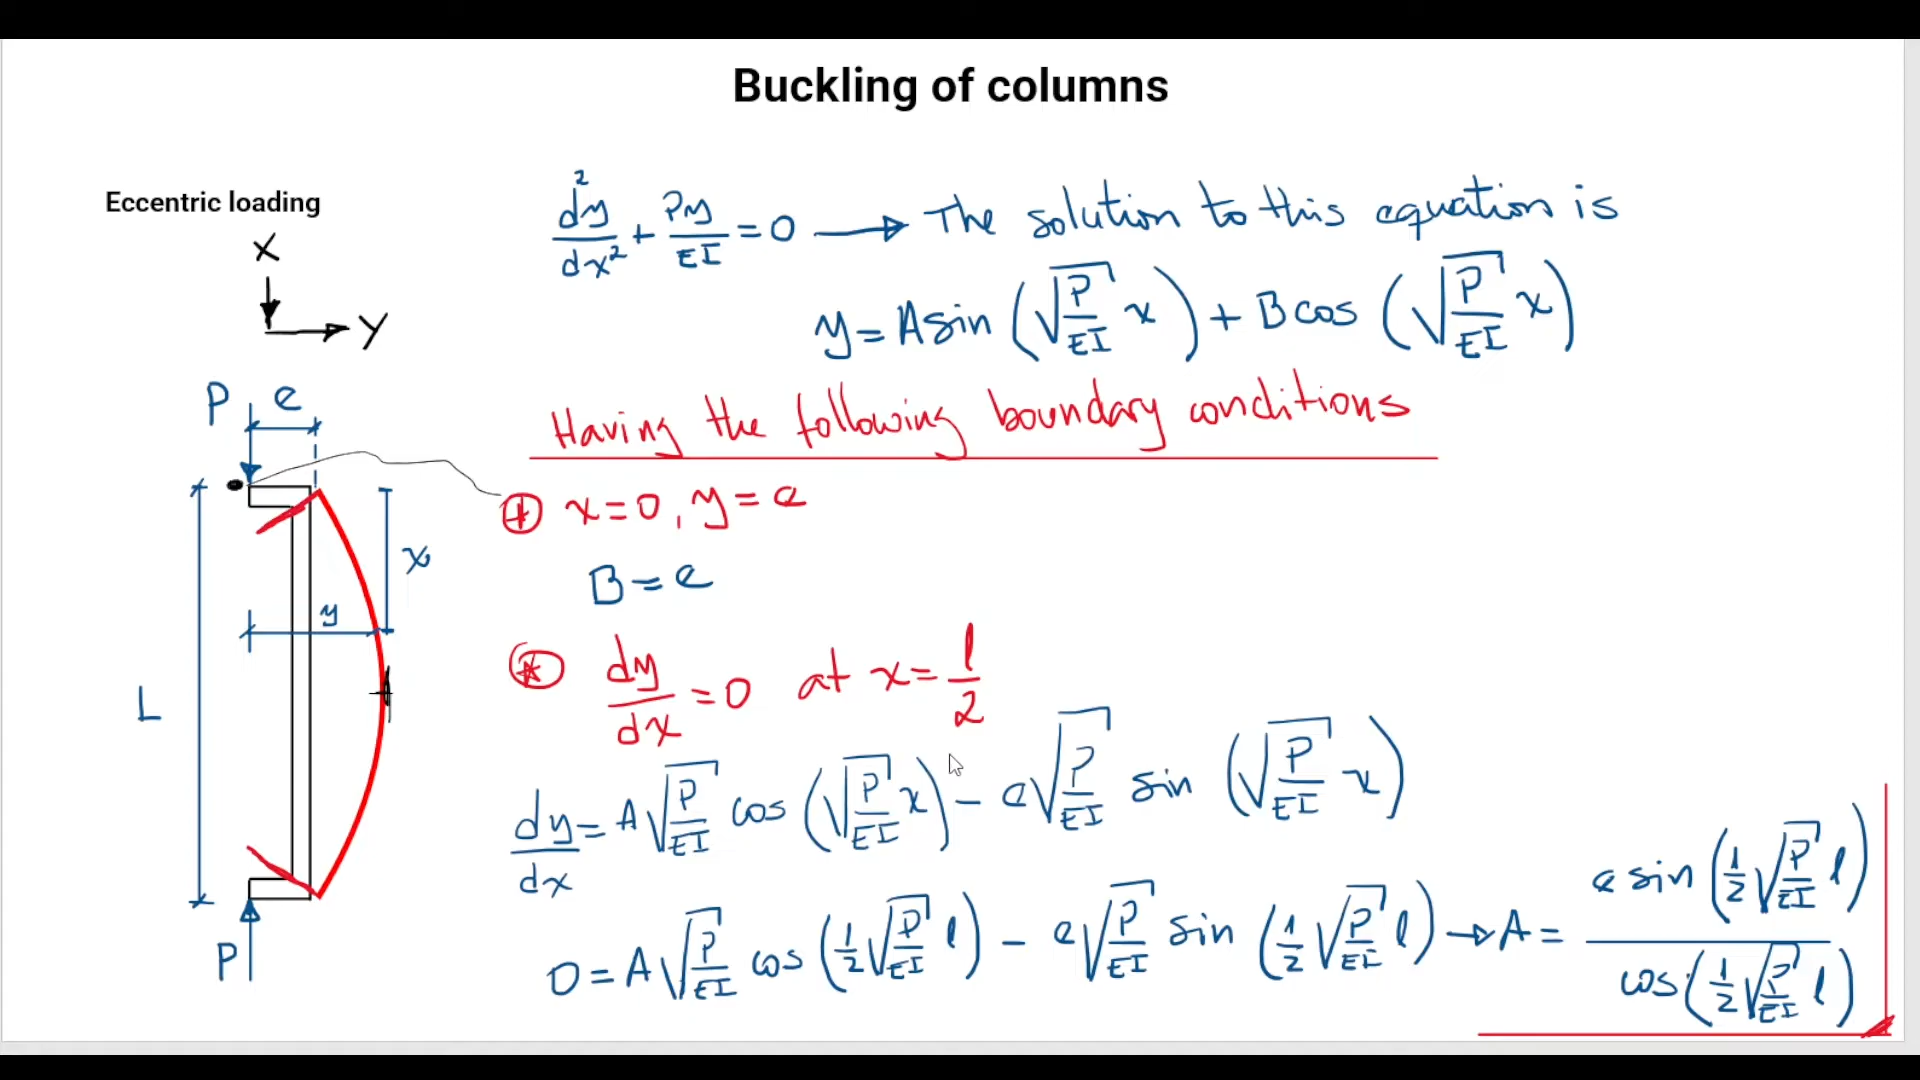 Buckling of columns
Eccentric loading
X
Y
P
e
x
y
L
P
d²y/dx² + Py/EI = 0 → The solution to this equation is
y = A sin (√(P/EI) x) + B cos (√(P/EI) x)
Having the following boundary conditions
x = 0, y = e
B = e
dy/dx = 0 at x = l/2
dy/dx = A √(P/EI) cos (√(P/EI) x) − e √(P/EI) sin (√(P/EI) x)
0 = A √(P/EI) cos (1/2 √(P/EI) l) − e √(P/EI) sin (1/2 √(P/EI) l) → A = e sin (1/2 √(P/EI) l) / cos (1/2 √(P/EI) l)